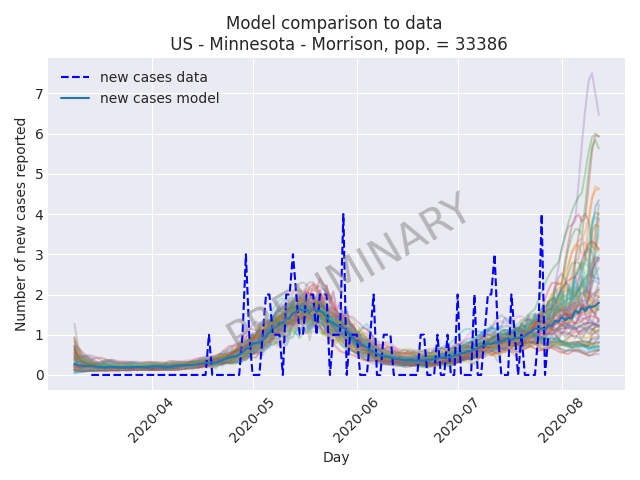 Model comparison to data
US - Minnesota - Morrison, pop. = 33386
new cases data
new cases model
PRELIMINARY
Number of new cases reported
7
6
5
4
3
2
1
0
2020-04
2020-05
2020-06
2020-07
2020-08
Day